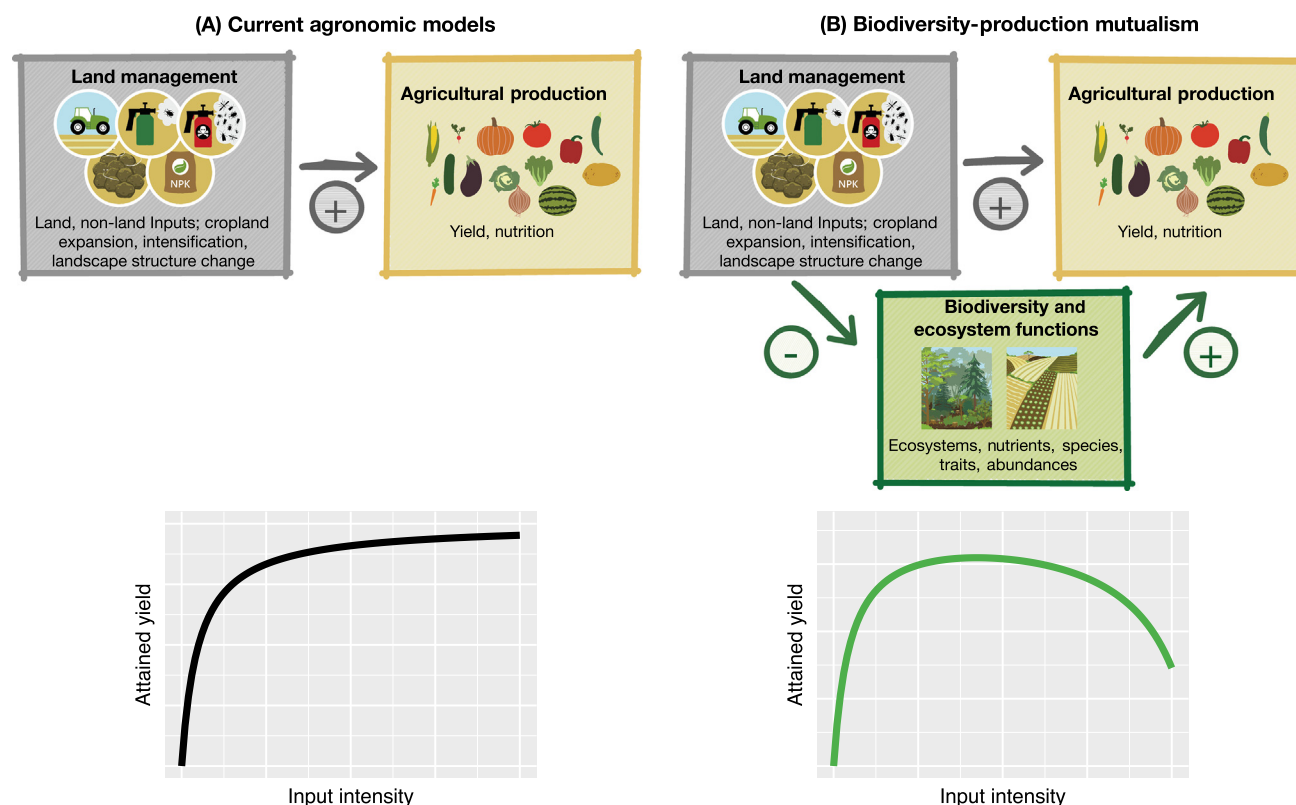 (A) Current agronomic models
Land management
NPK
Land, non-land Inputs; cropland
expansion, intensification,
landscape structure change
+
Agricultural production
Yield, nutrition
(B) Biodiversity-production mutualism
Land management
NPK
Land, non-land Inputs; cropland
expansion, intensification,
landscape structure change
+
Agricultural production
Yield, nutrition
-
Biodiversity and
ecosystem functions
Ecosystems, nutrients, species,
traits, abundances
+
Attained yield
Input intensity
Attained yield
Input intensity